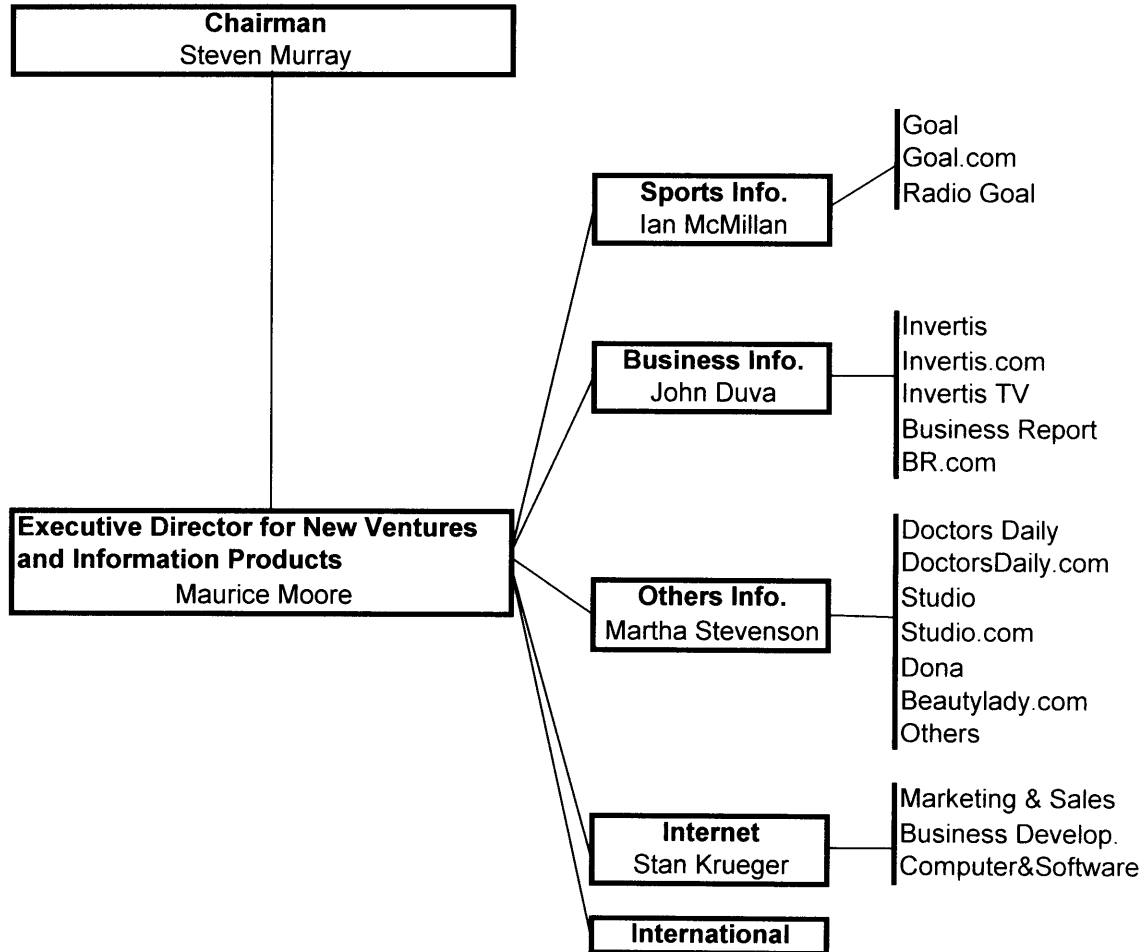 Chairman
Steven Murray
Executive Director for New Ventures
and Information Products
Maurice Moore
Sports Info.
Ian McMillan
Goal
Goal.com
Radio Goal
Business Info.
John Duva
Invertis
Invertis.com
Invertis TV
Business Report
BR.com
Others Info.
Martha Stevenson
Doctors Daily
DoctorsDaily.com
Studio
Studio.com
Dona
Beautylady.com
Others
Internet
Stan Krueger
Marketing & Sales
Business Develop.
Computer&Software
International